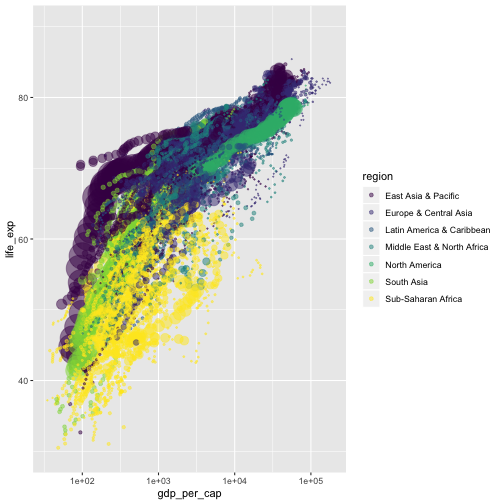 80
60
40
life_exp
1e+02 1e+03 1e+04 1e+05
gdp_per_cap
region
East Asia & Pacific
Europe & Central Asia
Latin America & Caribbean
Middle East & North Africa
North America
South Asia
Sub-Saharan Africa